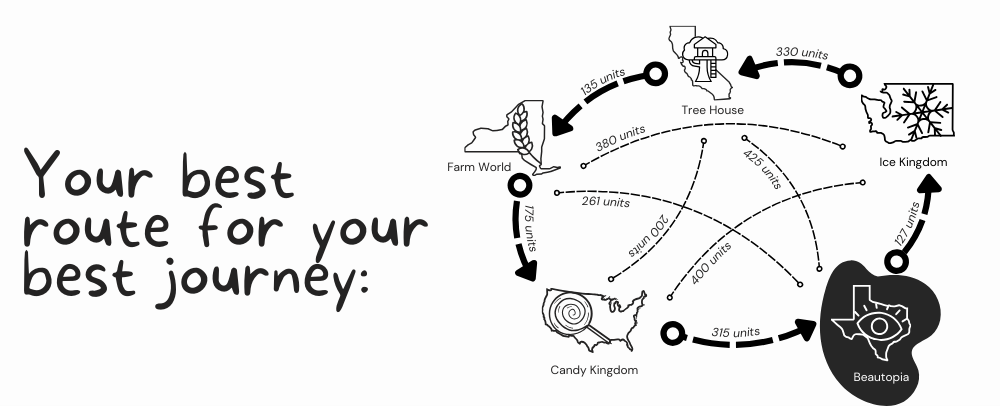 Your best
route for your
best journey:
330 units
135 units
Tree House
380 units
Farm World
Ice Kingdom
425 units
261 units
175 units
200 units
400 units
127 units
315 units
Candy Kingdom
Beautopia